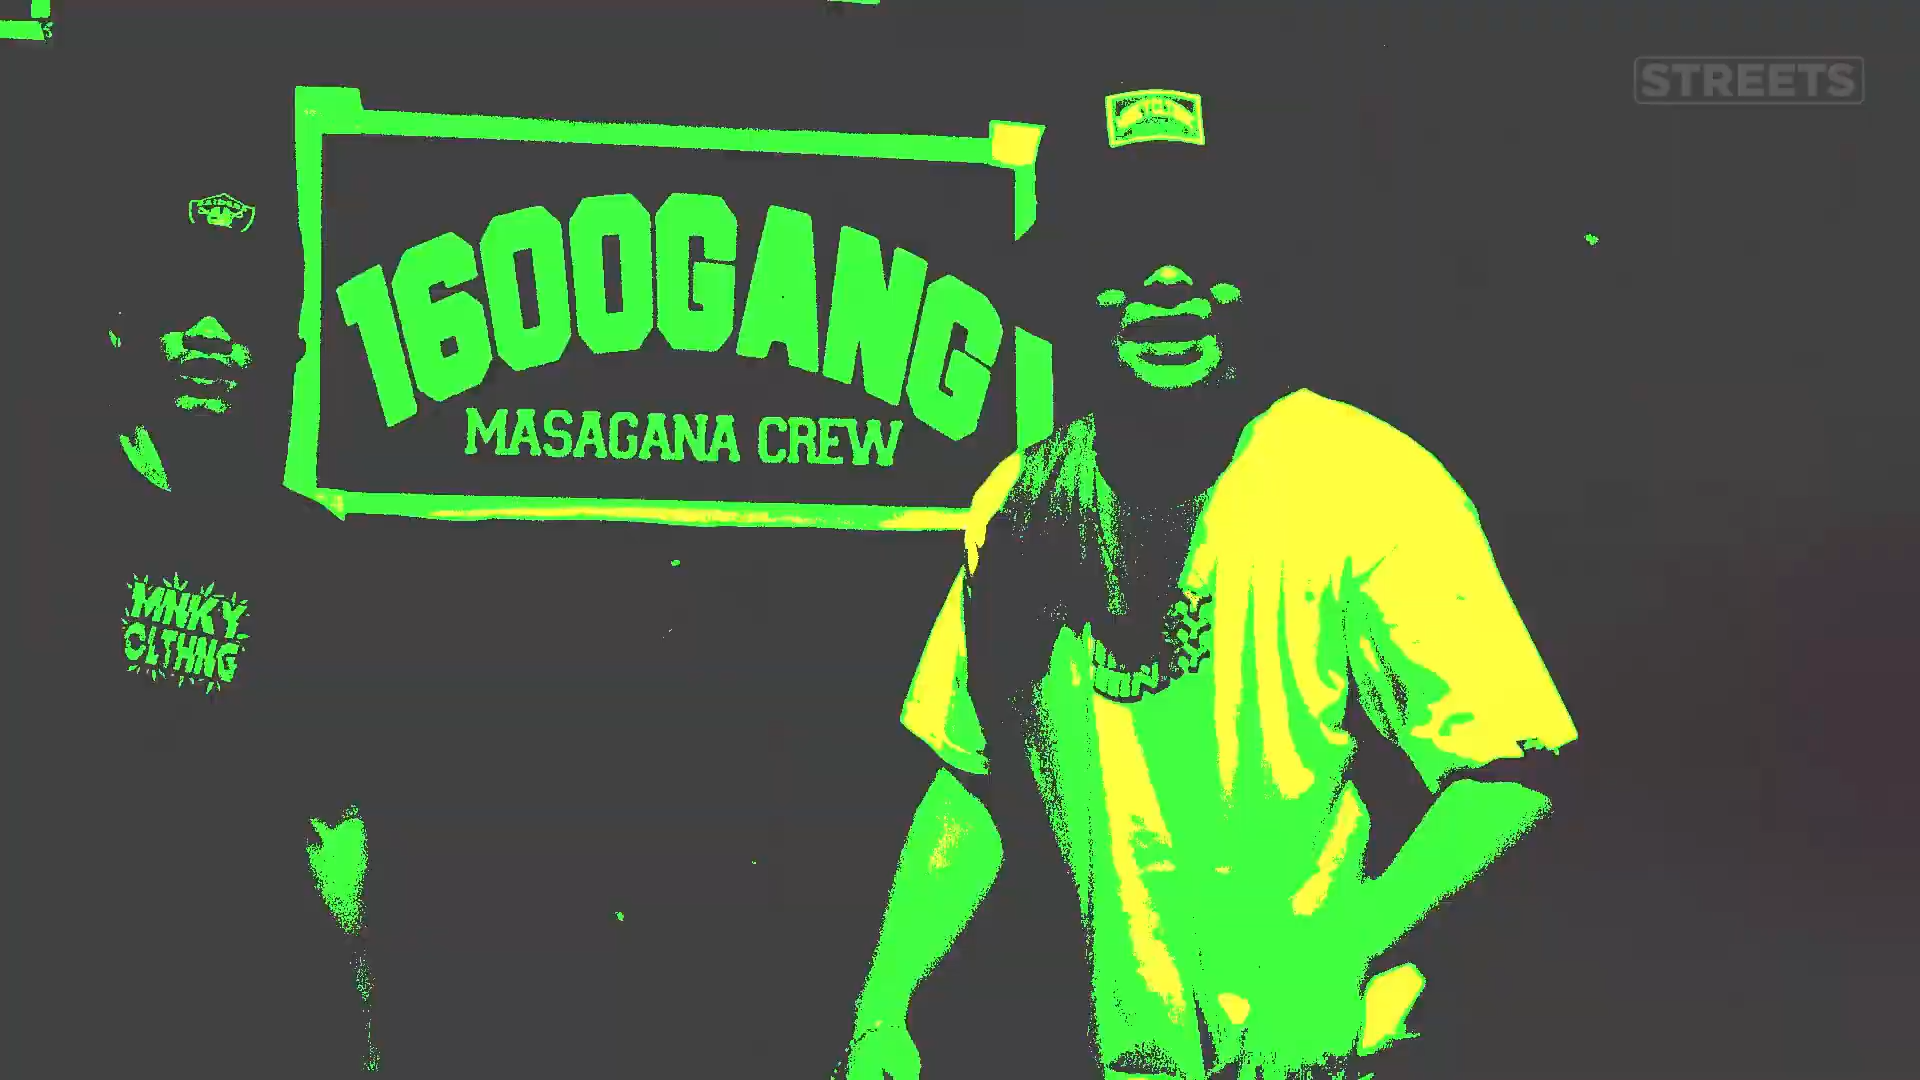 STREETS
1600GANG
MASAGANA CREW
MNKY
CLTHNG